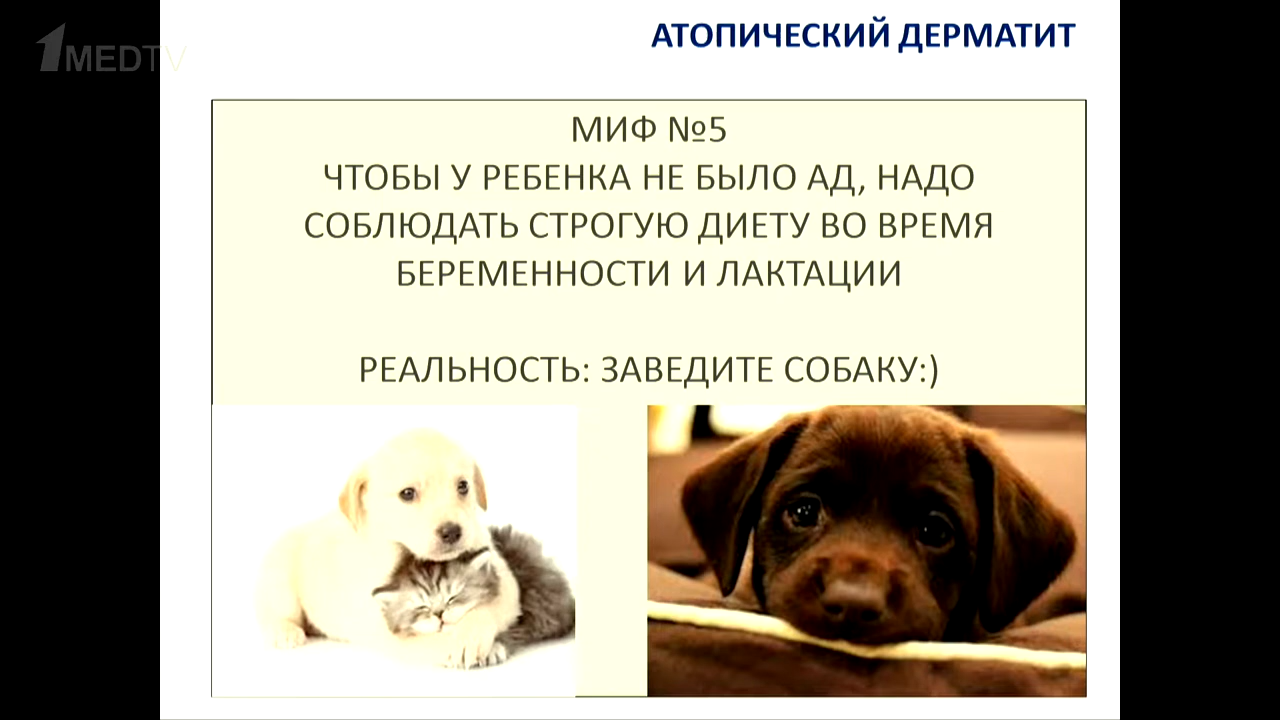 1MEDTV
АТОПИЧЕСКИЙ ДЕРМАТИТ
МИФ №5
ЧТОБЫ У РЕБЕНКА НЕ БЫЛО АД, НАДО
СОБЛЮДАТЬ СТРОГУЮ ДИЕТУ ВО ВРЕМЯ
БЕРЕМЕННОСТИ И ЛАКТАЦИИ
РЕАЛЬНОСТЬ: ЗАВЕДИТЕ СОБАКУ:)